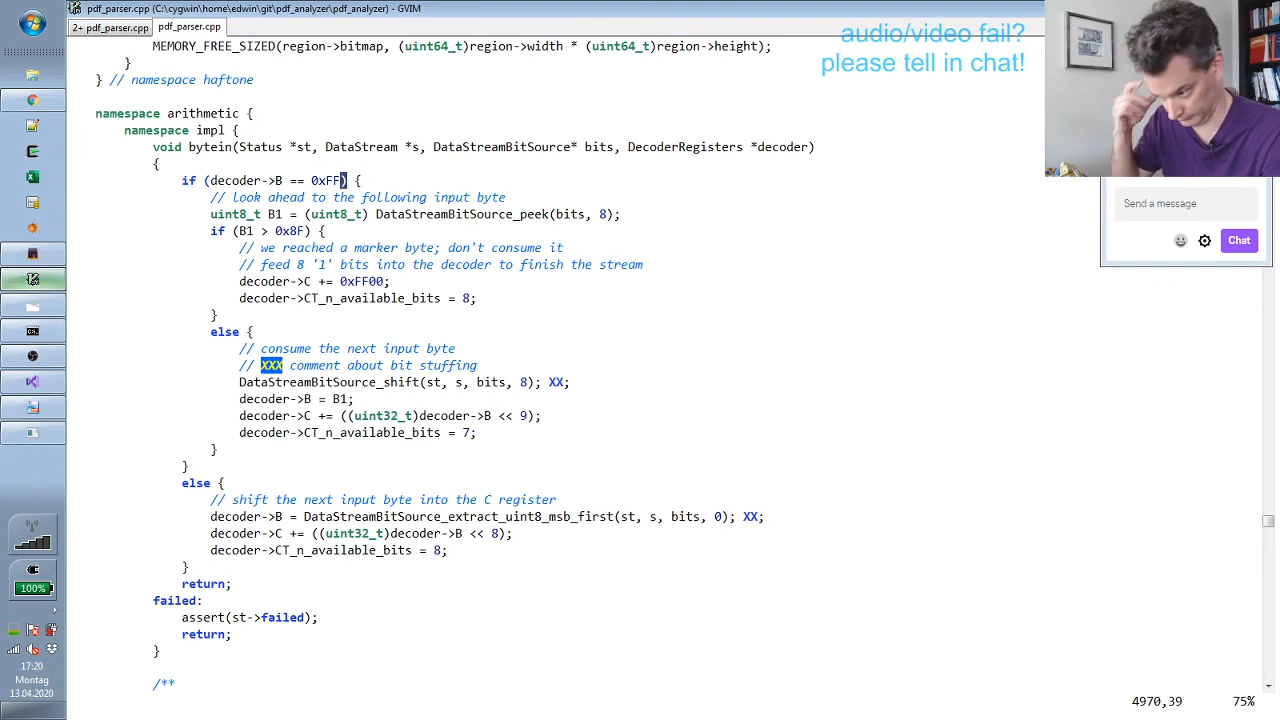 pdf_parser.cpp (C:\cygwin\home\edwin\git\pdf_analyzer\pdf_analyzer) - GVIM
2+ pdf_parser.cpp
pdf_parser.cpp
MEMORY_FREE_SIZED(region->bitmap, (uint64_t)region->width * (uint64_t)region->height);
}
} // namespace haftone
namespace arithmetic {
namespace impl {
void bytein(Status *st, DataStream *s, DataStreamBitSource* bits, DecoderRegisters *decoder)
{
if (decoder->B == 0xFF) {
// look ahead to the following input byte
uint8_t B1 = (uint8_t) DataStreamBitSource_peek(bits, 8);
if (B1 > 0x8F) {
// we reached a marker byte; don't consume it
// feed 8 '1' bits into the decoder to finish the stream
decoder->C += 0xFF00;
decoder->CT_n_available_bits = 8;
}
else {
// consume the next input byte
// XXX comment about bit stuffing
DataStreamBitSource_shift(st, s, bits, 8); XX;
decoder->B = B1;
decoder->C += ((uint32_t)decoder->B << 9);
decoder->CT_n_available_bits = 7;
}
}
else {
// shift the next input byte into the C register
decoder->B = DataStreamBitSource_extract_uint8_msb_first(st, s, bits, 0); XX;
decoder->C += ((uint32_t)decoder->B << 8);
decoder->CT_n_available_bits = 8;
}
return;
failed:
assert(st->failed);
return;
}
/**
4970,39
75%
audio/video fail?
please tell in chat!
Send a message
Chat
100%
17:20
Montag
13.04.2020